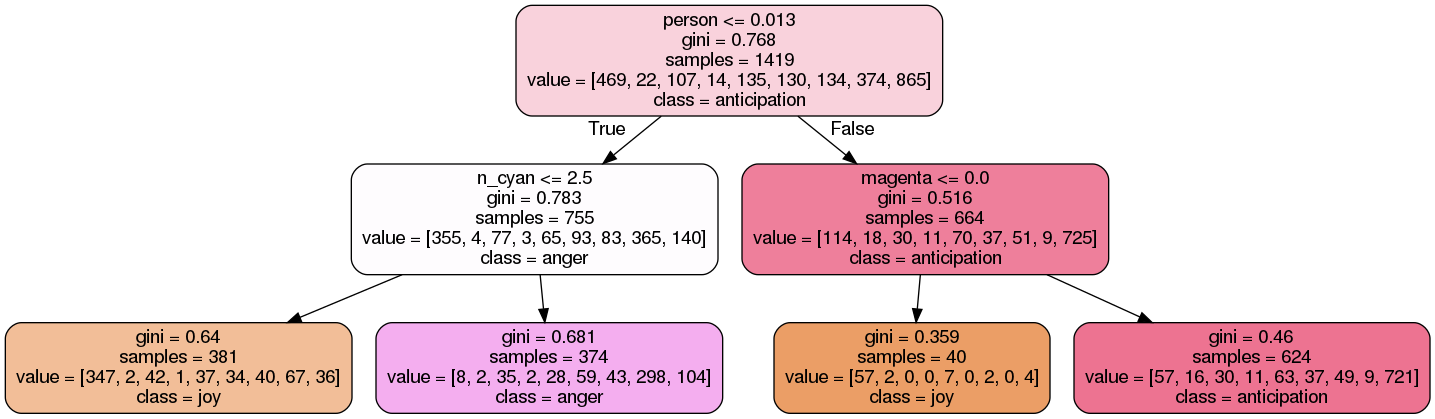 person <= 0.013
gini = 0.768
samples = 1419
value = [469, 22, 107, 14, 135, 130, 134, 374, 865]
class = anticipation
True
False
n_cyan <= 2.5
gini = 0.783
samples = 755
value = [355, 4, 77, 3, 65, 93, 83, 365, 140]
class = anger
magenta <= 0.0
gini = 0.516
samples = 664
value = [114, 18, 30, 11, 70, 37, 51, 9, 725]
class = anticipation
gini = 0.64
samples = 381
value = [347, 2, 42, 1, 37, 34, 40, 67, 36]
class = joy
gini = 0.681
samples = 374
value = [8, 2, 35, 2, 28, 59, 43, 298, 104]
class = anger
gini = 0.359
samples = 40
value = [57, 2, 0, 0, 7, 0, 2, 0, 4]
class = joy
gini = 0.46
samples = 624
value = [57, 16, 30, 11, 63, 37, 49, 9, 721]
class = anticipation